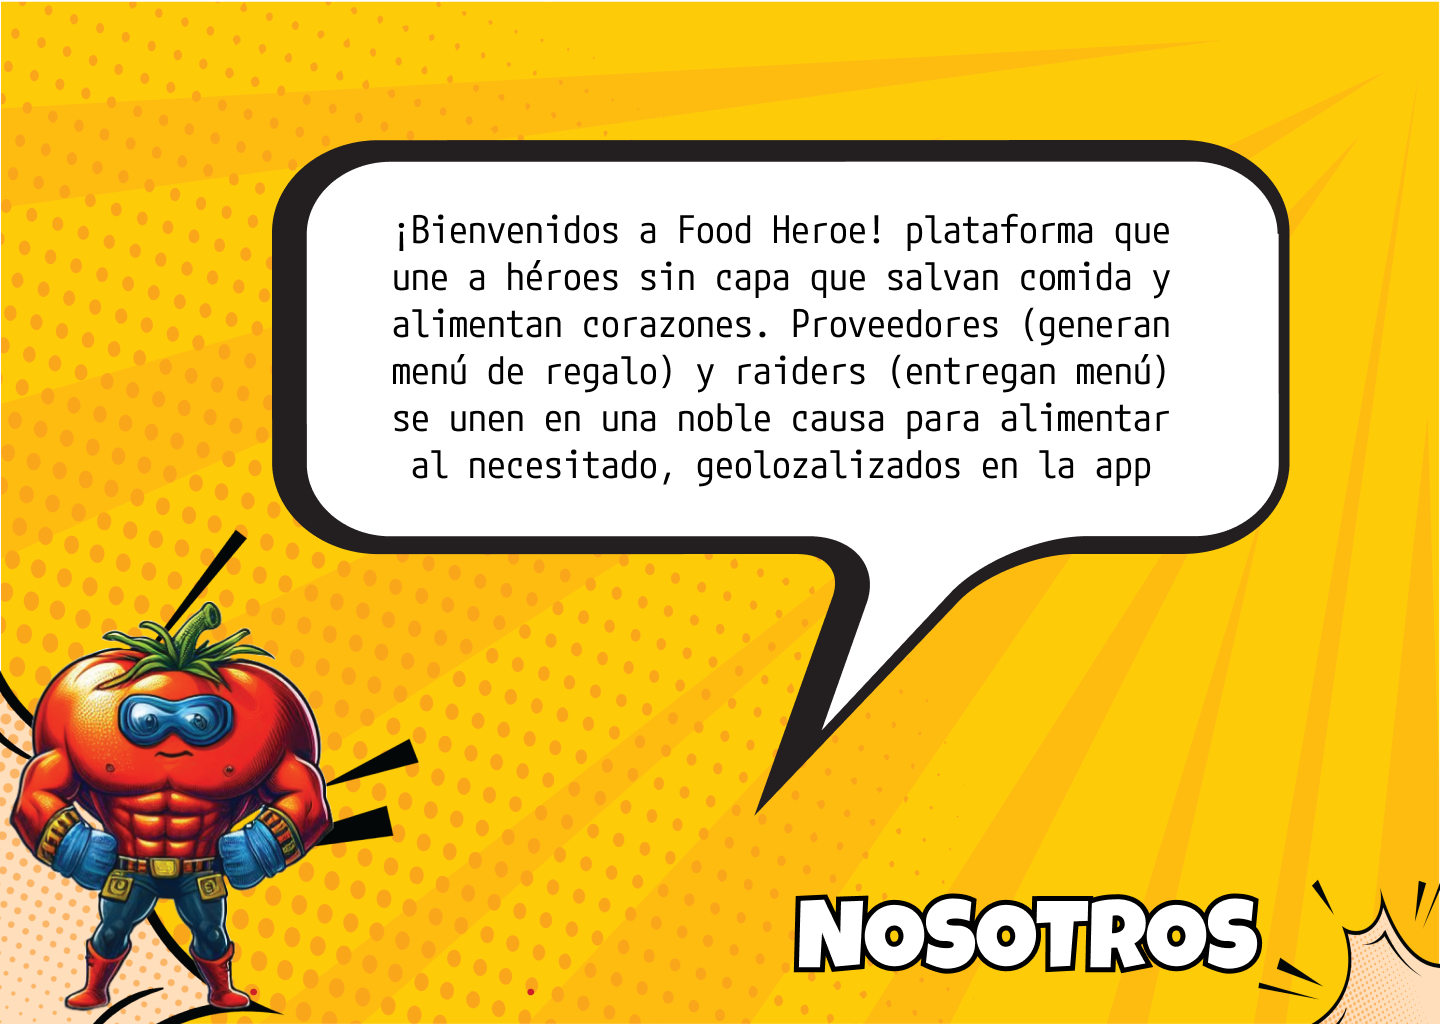 ¡Bienvenidos a Food Heroe! plataforma que
une a héroes sin capa que salvan comida y
alimentan corazones. Proveedores (generan
menú de regalo) y raiders (entregan menú)
se unen en una noble causa para alimentar
al necesitado, geolozalizados en la app
NOSOTROS